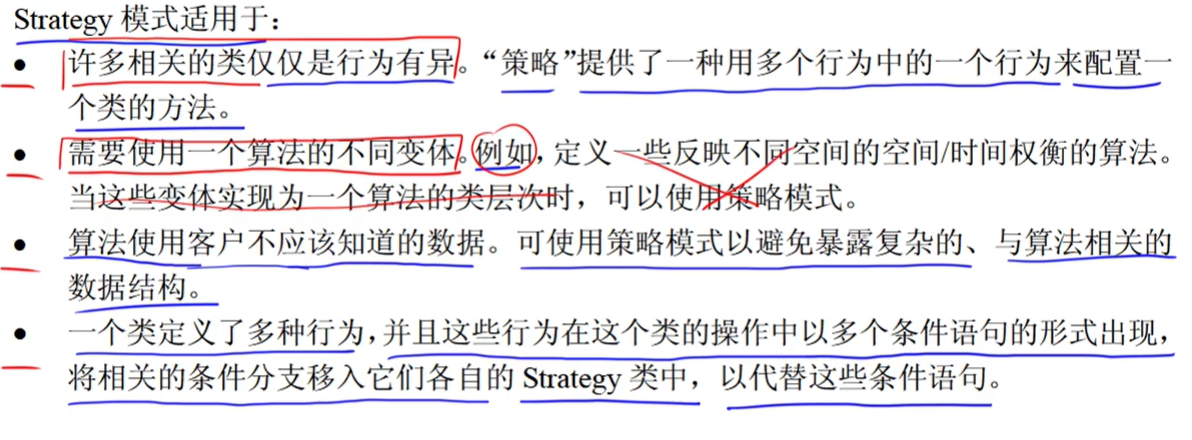 Strategy 模式适用于：
● 许多相关的类仅仅是行为有异。“策略”提供了一种用多个行为中的一个行为来配置一
个类的方法。
● 需要使用一个算法的不同变体。例如，定义一些反映不同空间的空间/时间权衡的算法。
当这些变体实现为一个算法的类层次时，可以使用策略模式。
● 算法使用客户不应该知道的数据。可使用策略模式以避免暴露复杂的、与算法相关的
数据结构。
● 一个类定义了多种行为，并且这些行为在这个类的操作中以多个条件语句的形式出现，
将相关的条件分支移入它们各自的 Strategy 类中，以代替这些条件语句。